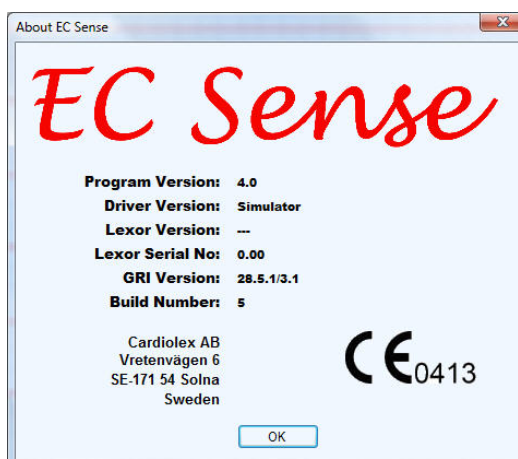 About EC Sense
EC Sense
Program Version: 4.0
Driver Version: Simulator
Lexor Version: ---
Lexor Serial No: 0.00
GRI Version: 28.5.1/3.1
Build Number: 5
Cardiolex AB
Vretenvägen 6
SE-171 54 Solna
Sweden
CE 0413
OK